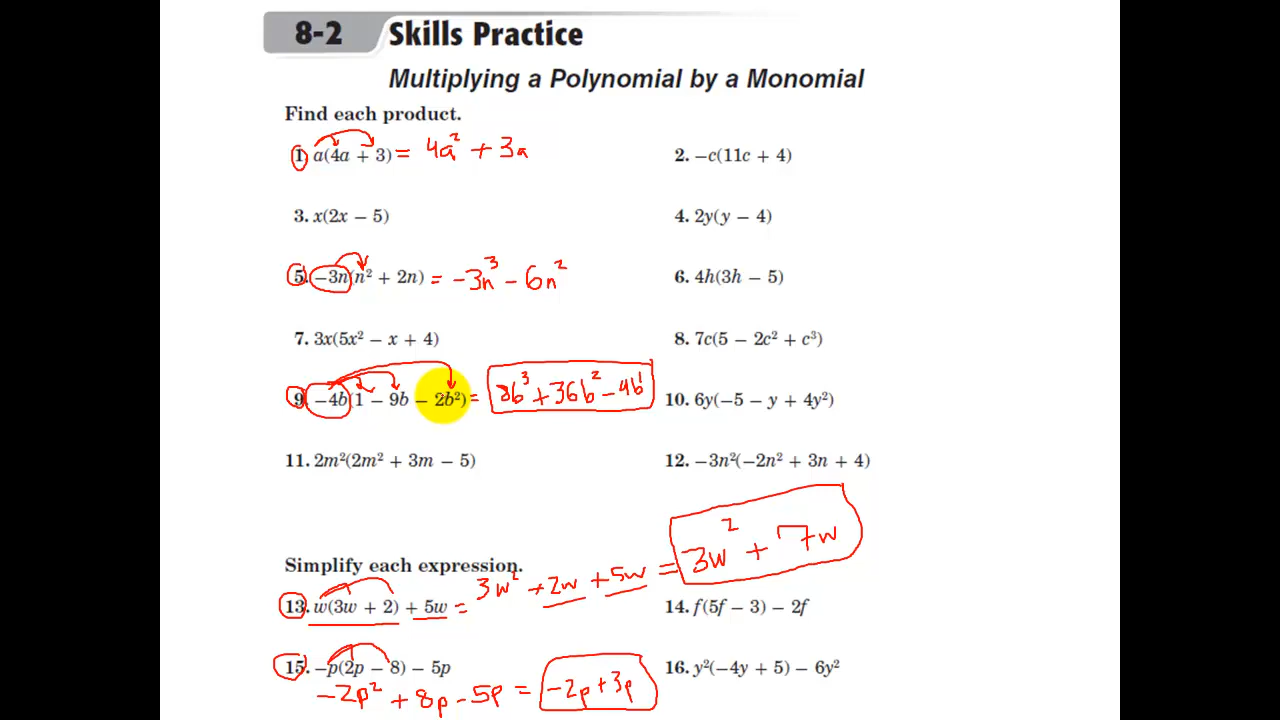 8-2 Skills Practice
Multiplying a Polynomial by a Monomial
Find each product.
1. a(4a + 3) = 4a² + 3a
2. −c(11c + 4)
3. x(2x − 5)
4. 2y(y − 4)
5. −3n(n² + 2n) = −3n³ − 6n²
6. 4h(3h − 5)
7. 3x(5x² − x + 4)
8. 7c(5 − 2c² + c³)
9. −4b(1 − 9b − 2b²) = 8b³ + 36b² − 4b¹
10. 6y(−5 − y + 4y²)
11. 2m²(2m² + 3m − 5)
12. −3n²(−2n² + 3n + 4)
Simplify each expression.
13. w(3w + 2) + 5w = 3w² + 2w + 5w = 3w² + 7w
14. f(5f − 3) − 2f
15. −p(2p − 8) − 5p
−2p² + 8p − 5p = −2p + 3p
16. y²(−4y + 5) − 6y²